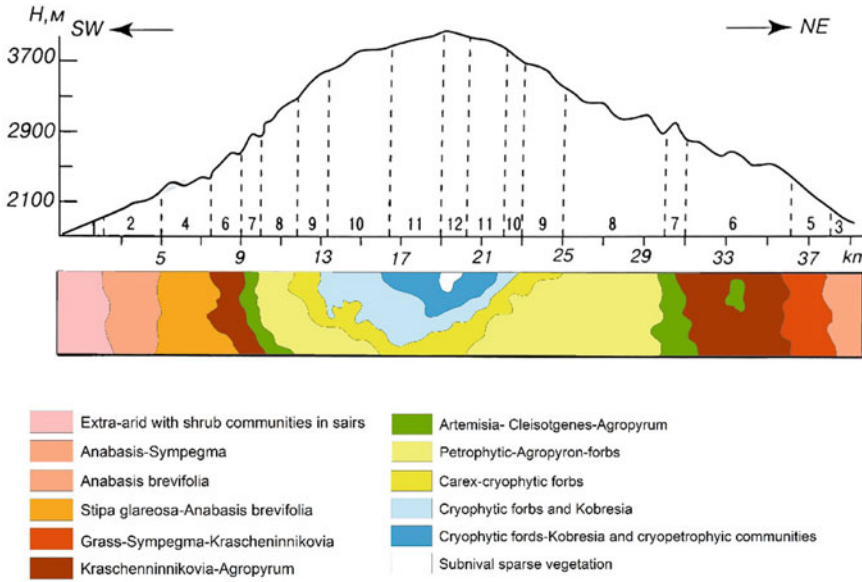 H,м
SW
NE
3700
2900
2100
1 2 4 6 7 8 9 10 11 12 11 10 9 8 7 6 5 3
5 9 13 17 21 25 29 33 37 km
Extra-arid with shrub communities in sairs
Anabasis-Sympegma
Anabasis brevifolia
Stipa glareosa-Anabasis brevifolia
Grass-Sympegma-Krascheninnikovia
Kraschenninnikovia-Agropyrum
Artemisia- Cleisotgenes-Agropyrum
Petrophytic-Agropyron-forbs
Carex-cryophytic forbs
Cryophytic forbs and Kobresia
Cryophytic fords-Kobresia and cryopetrophyic communities
Subnival sparse vegetation